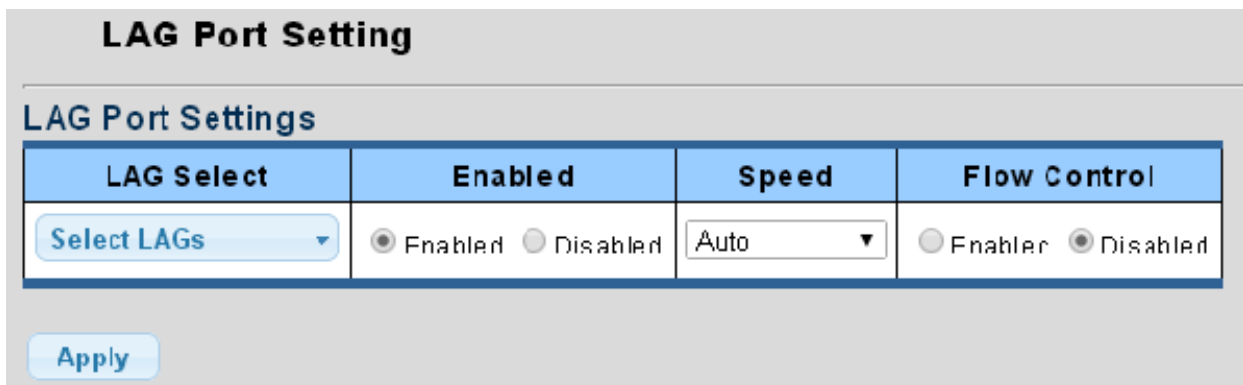 LAG Port Setting
LAG Port Settings
LAG Select Enabled Speed Flow Control
Select LAGs Enabled Disabled Auto Enabled Disabled
Apply